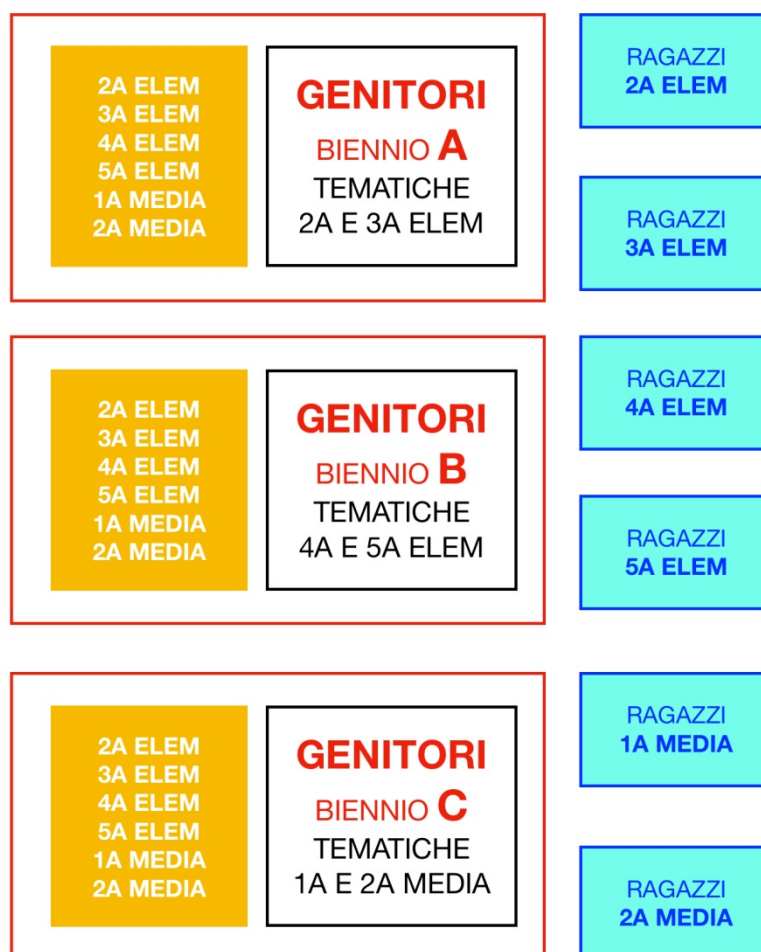 2A ELEM
3A ELEM
4A ELEM
5A ELEM
1A MEDIA
2A MEDIA
GENITORI
BIENNIO A
TEMATICHE
2A E 3A ELEM
RAGAZZI
2A ELEM
RAGAZZI
3A ELEM
2A ELEM
3A ELEM
4A ELEM
5A ELEM
1A MEDIA
2A MEDIA
GENITORI
BIENNIO B
TEMATICHE
4A E 5A ELEM
RAGAZZI
4A ELEM
RAGAZZI
5A ELEM
2A ELEM
3A ELEM
4A ELEM
5A ELEM
1A MEDIA
2A MEDIA
GENITORI
BIENNIO C
TEMATICHE
1A E 2A MEDIA
RAGAZZI
1A MEDIA
RAGAZZI
2A MEDIA